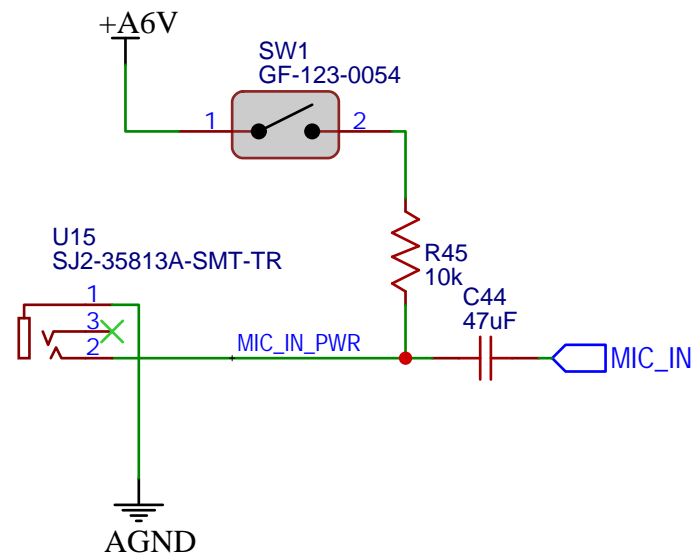 +A6V
SW1
GF-123-0054
1
2
U15
SJ2-35813A-SMT-TR
R45
10k
1
C44
3
47uF
2
MIC_IN_PWR
MIC_IN
AGND